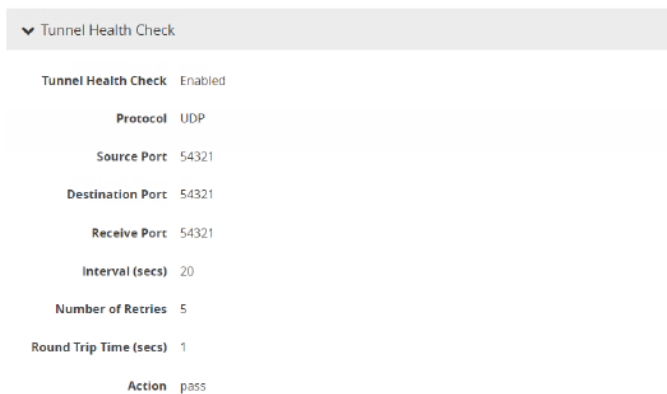 Tunnel Health Check
Tunnel Health Check Enabled
Protocol UDP
Source Port 54321
Destination Port 54321
Receive Port 54321
Interval (secs) 20
Number of Retries 5
Round Trip Time (secs) 1
Action pass